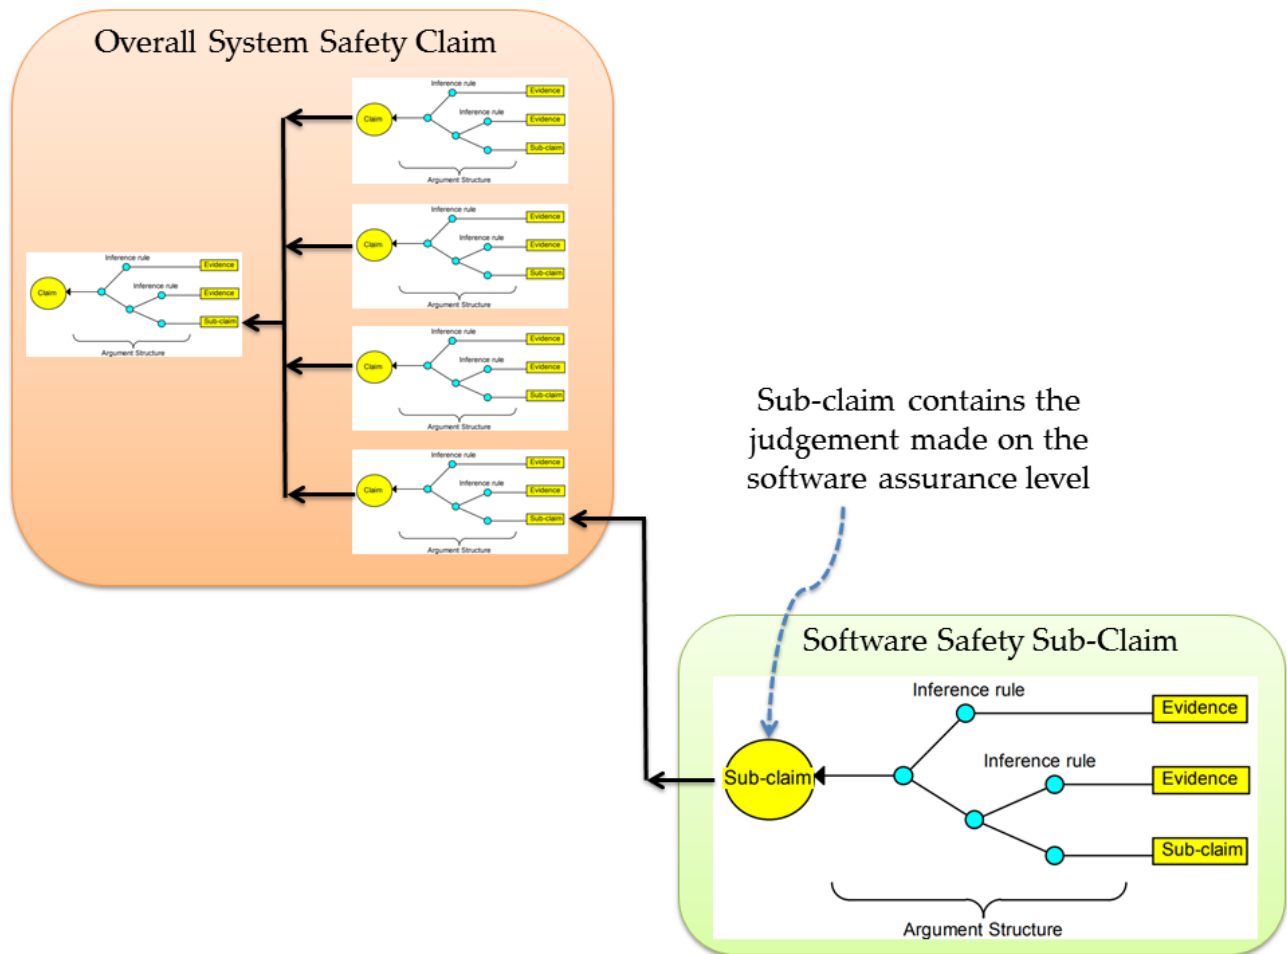 Overall System Safety Claim
Inference rule
Evidence
Claim
Inference rule
Evidence
Sub-claim
Argument Structure
Inference rule
Evidence
Claim
Inference rule
Evidence
Sub-claim
Argument Structure
Inference rule
Evidence
Claim
Inference rule
Evidence
Sub-claim
Argument Structure
Inference rule
Evidence
Claim
Inference rule
Evidence
Sub-claim
Argument Structure
Inference rule
Evidence
Claim
Inference rule
Evidence
Sub-claim
Argument Structure
Sub-claim contains the
judgement made on the
software assurance level
Software Safety Sub-Claim
Inference rule
Evidence
Sub-claim
Inference rule
Evidence
Sub-claim
Argument Structure